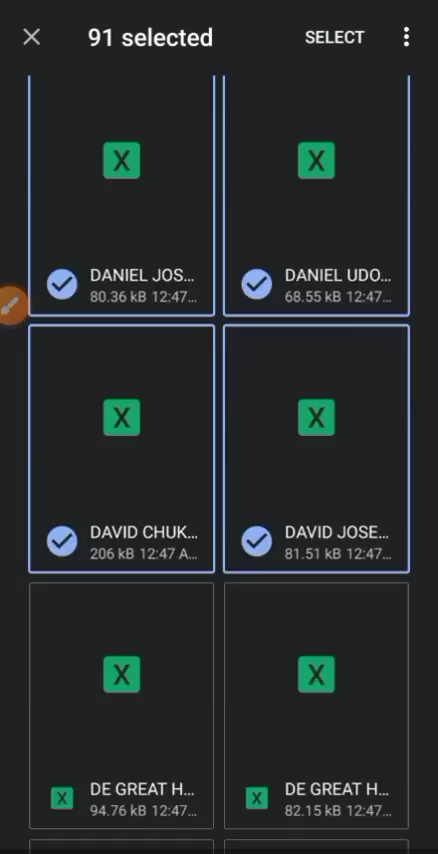 91 selected
SELECT
X
X
DANIEL JOS...
80.36 kB 12:47...
DANIEL UDO...
68.55 kB 12:47...
X
X
DAVID CHUK...
206 kB 12:47 A...
DAVID JOSE...
81.51 kB 12:47...
X
X
X
DE GREAT H...
94.76 kB 12:47...
X
DE GREAT H...
82.15 kB 12:47...